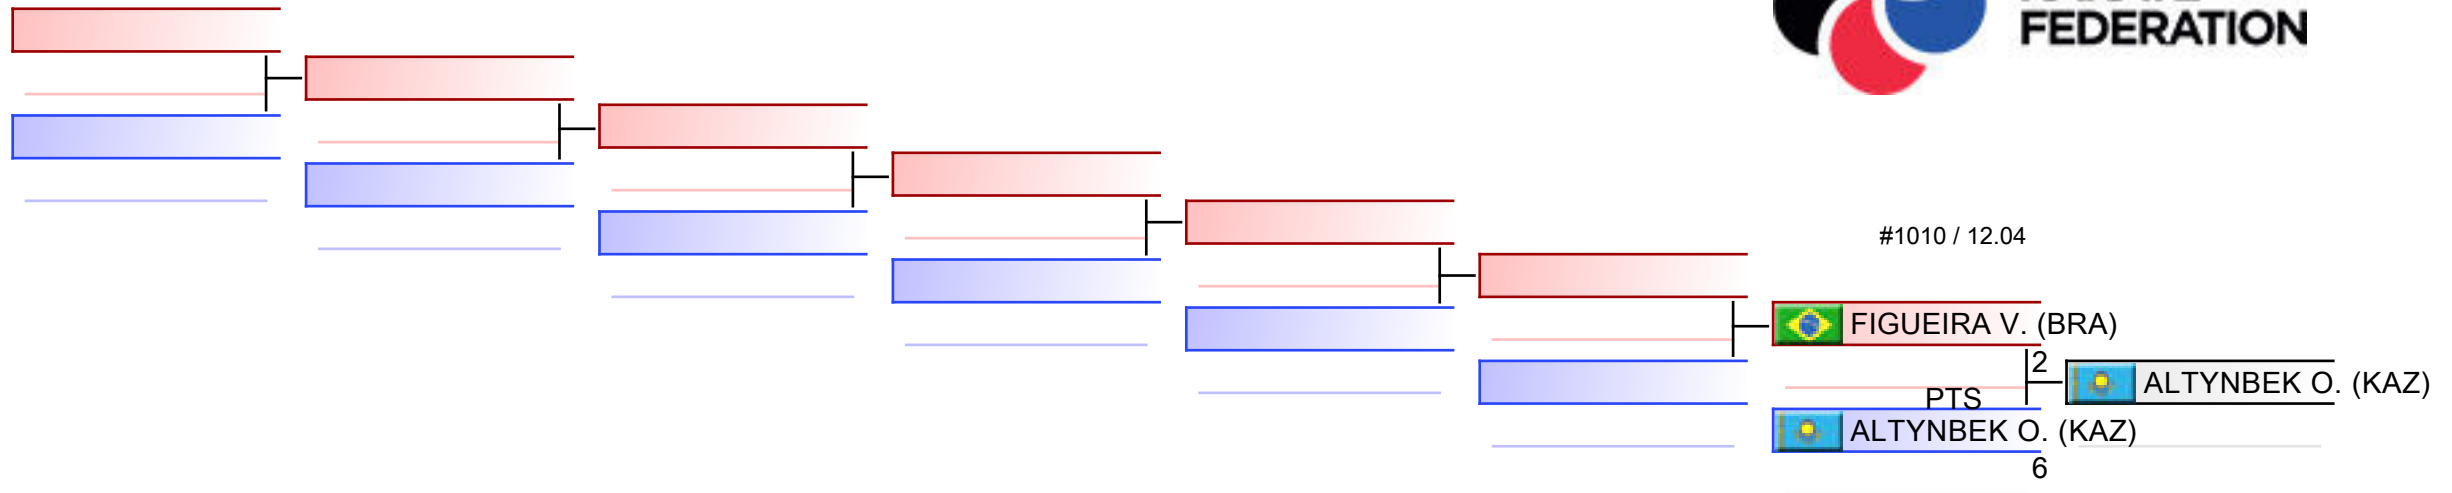 FEDERATION
#1010 / 12.04
FIGUEIRA V. (BRA)
2
ALTYNBEK O. (KAZ)
PTS
ALTYNBEK O. (KAZ)
6